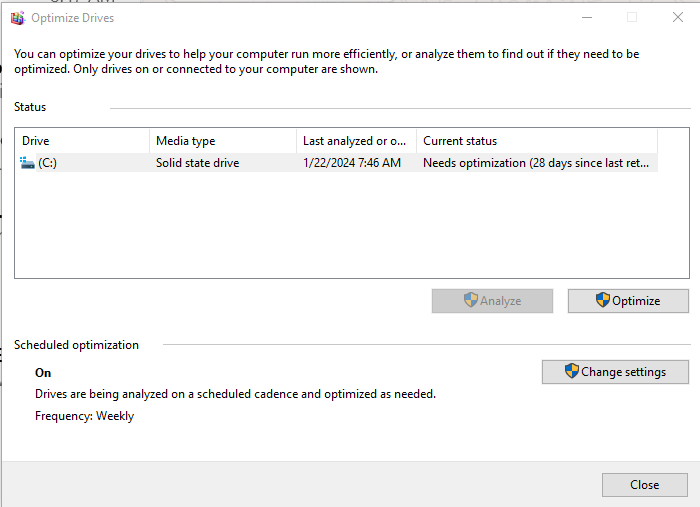 Optimize Drives
You can optimize your drives to help your computer run more efficiently, or analyze them to find out if they need to be
optimized. Only drives on or connected to your computer are shown.
Status
Drive Media type Last analyzed or o... Current status
(C:) Solid state drive 1/22/2024 7:46 AM Needs optimization (28 days since last ret...
Analyze Optimize
Scheduled optimization
On Change settings
Drives are being analyzed on a scheduled cadence and optimized as needed.
Frequency: Weekly
Close